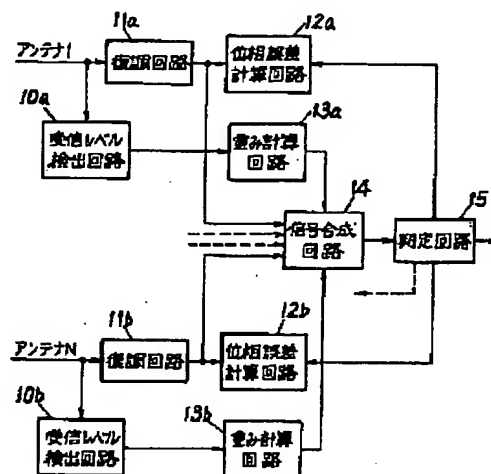 11a
12a
アンテナ1
復調回路
位相誤差
計算回路
10a
13a
受信レベル
検出回路
重み計算
回路
14
15
信号合成
回路
判定回路
11b
12b
アンテナN
復調回路
位相誤差
計算回路
10b
13b
受信レベル
検出回路
重み計算
回路